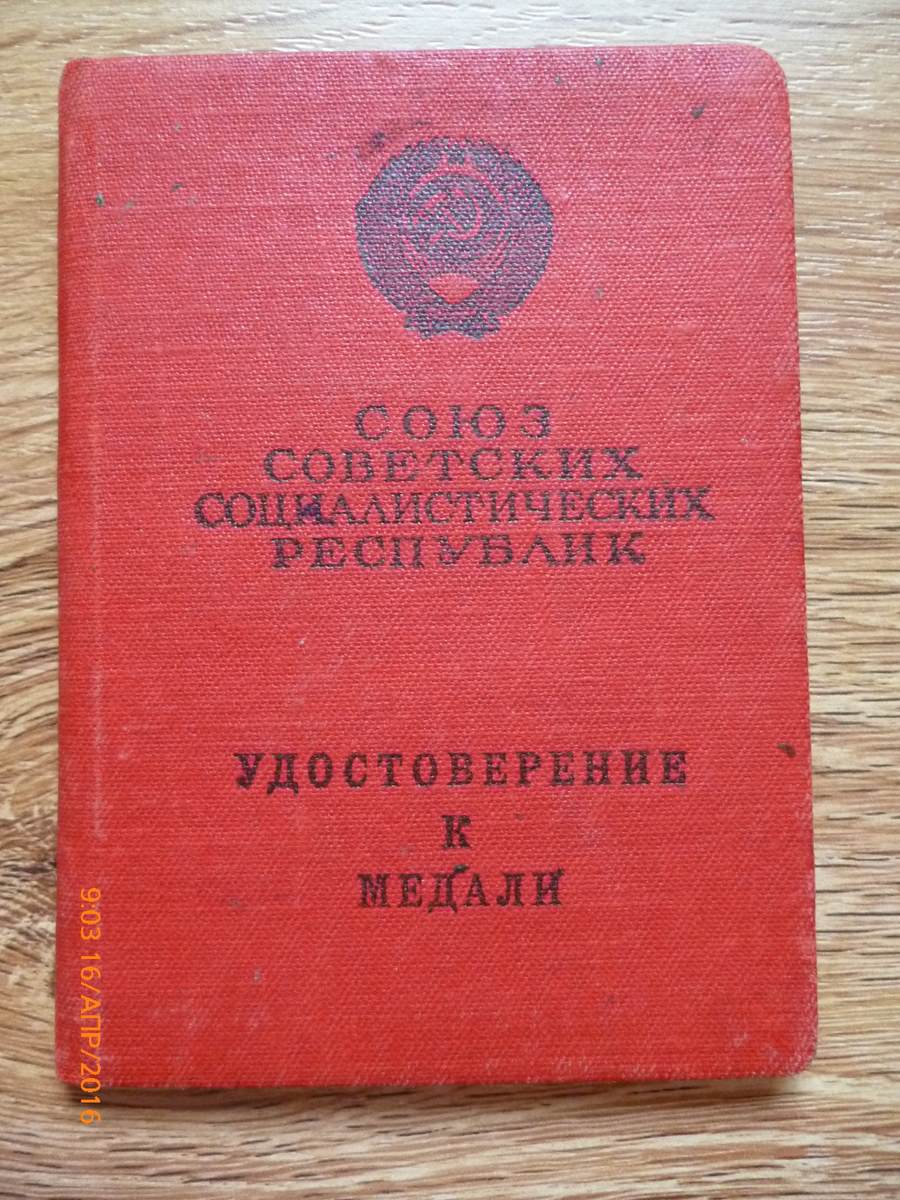 СОЮЗ
СОВЕТСКИХ
СОЦИАЛИСТИЧЕСКИХ
РЕСПУБЛИК
УДОСТОВЕРЕНИЕ
К
МЕДАЛИ
9:03 16/АПР/2016